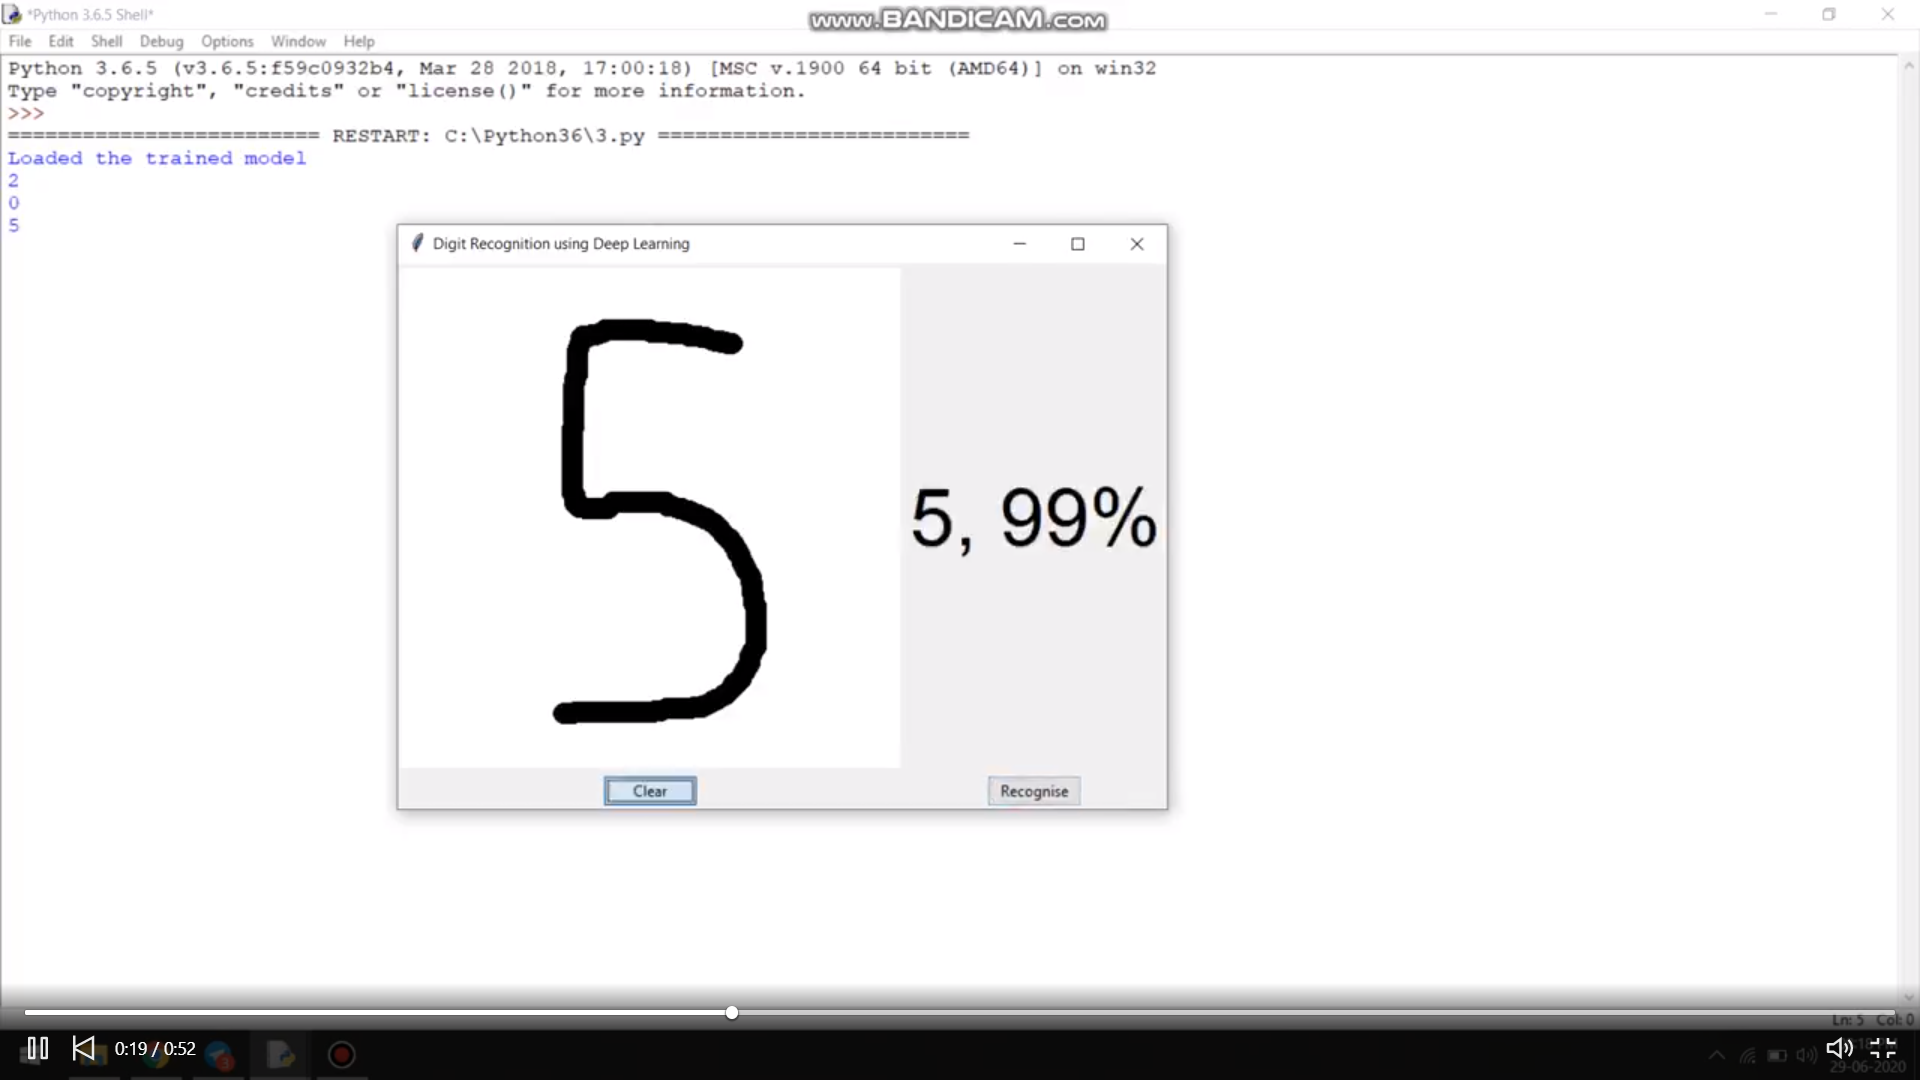 *Python 3.6.5 Shell*
www.BANDICAM.com
File Edit Shell Debug Options Window Help
Python 3.6.5 (v3.6.5:f59c0932b4, Mar 28 2018, 17:00:18) [MSC v.1900 64 bit (AMD64)] on win32
Type "copyright", "credits" or "license()" for more information.
>>>
========================= RESTART: C:\Python36\3.py =========================
Loaded the trained model
2
0
5
Digit Recognition using Deep Learning
5
5, 99%
Clear
Recognise
Ln: 5 Col: 0
0:19 / 0:52
3
29-06-2020